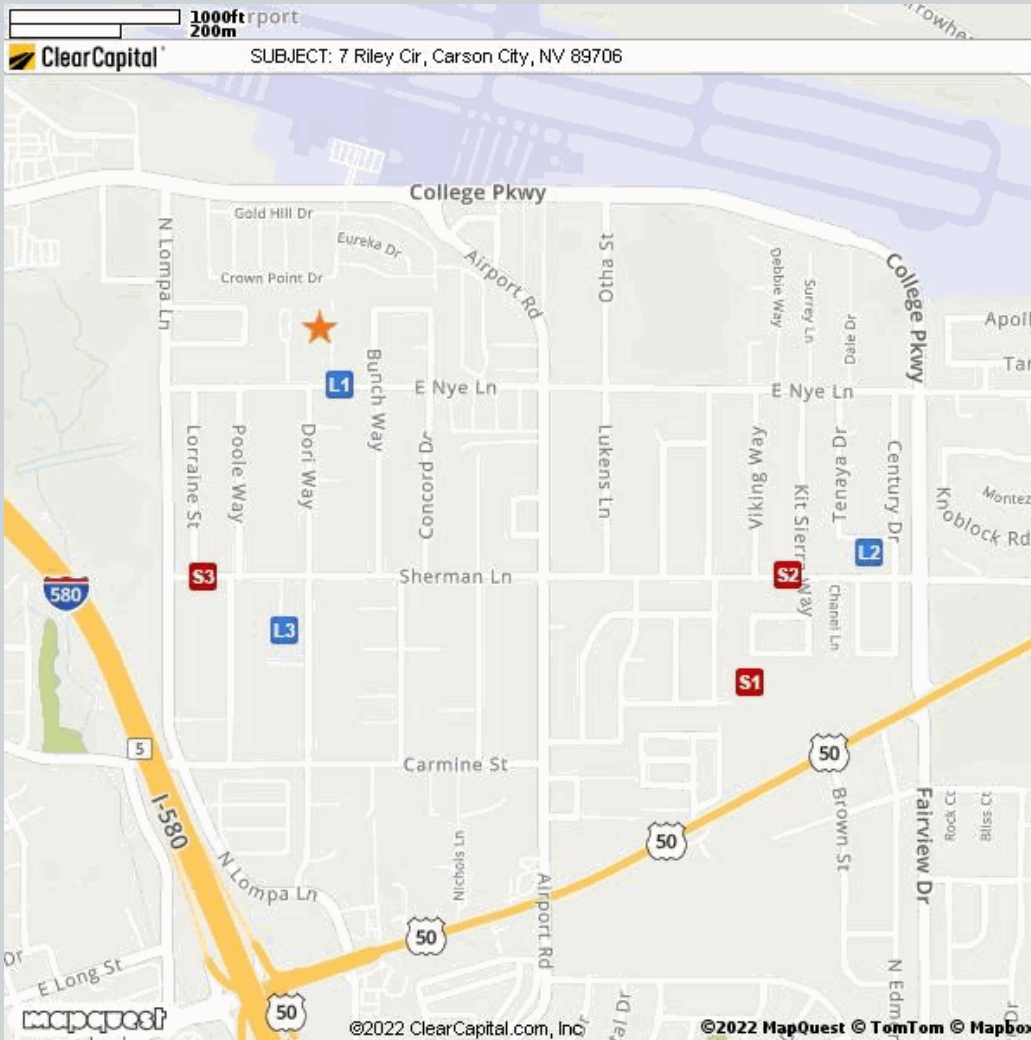 1000ft rport
200m
ClearCapital
SUBJECT: 7 Riley Cir, Carson City, NV 89706
College Pkwy
Gold Hill Dr
Eureka Dr
Crown Point Dr
Airport Rd
N Lompa Ln
Otha St
Debbie Way
Surrey Ln
Dale Dr
College Pkwy
Apoll
Tar
L1
E Nye Ln
E Nye Ln
Bunch Way
Lorraine St
Poole Way
Dori Way
Concord Dr
Lukens Ln
Viking Way
Kit Sierra Way
Tenaya Dr
Century Dr
Knoblock Rd
Montez
L2
S3
Sherman Ln
S2
580
Chanel Ln
L3
S1
5
Carmine St
50
I-580
Brown St
Fairview Dr
Rock Ct
Bliss Ct
50
Nichols Ln
N Lompa Ln
Airport Rd
50
Dr
E Long St
N Edm
50
tal Dr
mapquest
©2022 ClearCapital.com, Inc
©2022 MapQuest © TomTom © Mapbox